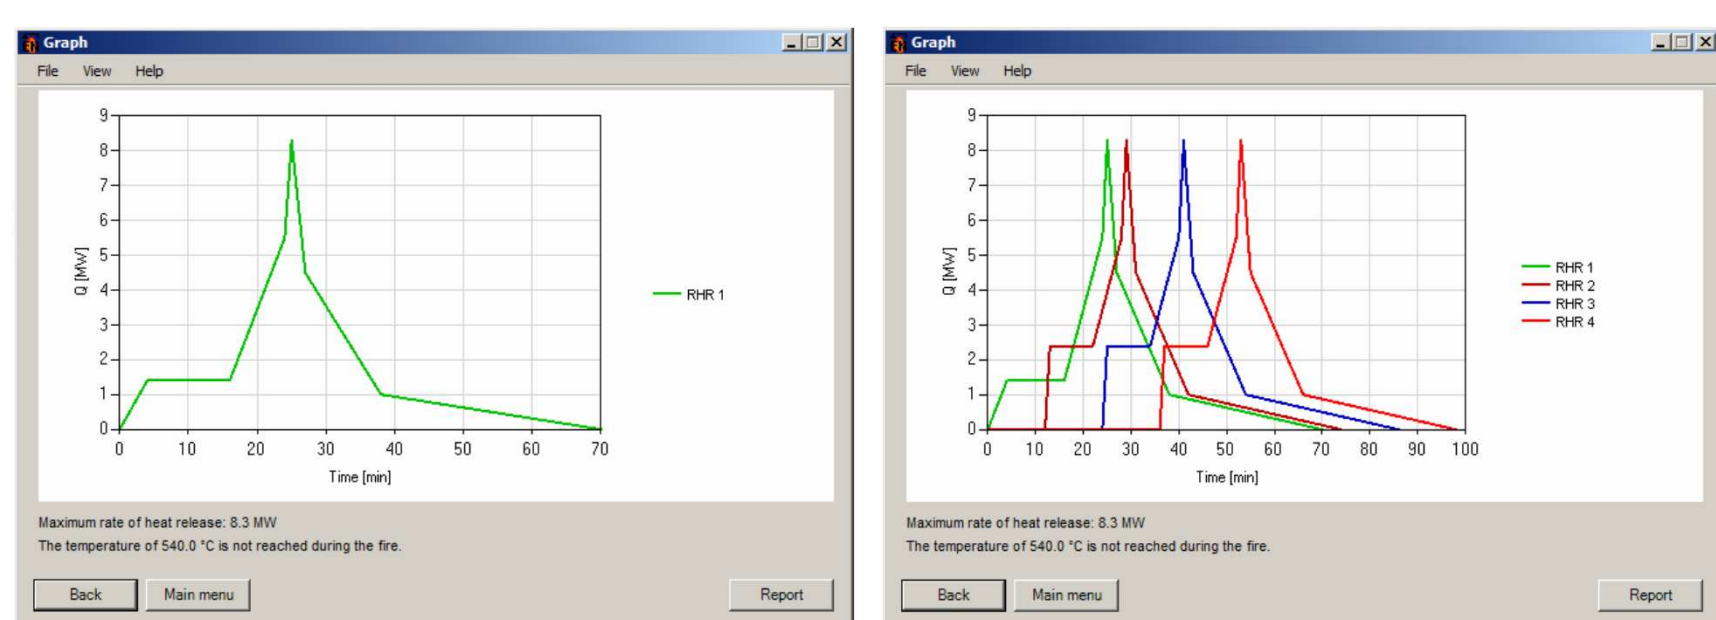 Graph
File View Help
9
8
7
6
5
4
3
2
1
0
Q [MW]
0 10 20 30 40 50 60 70
Time [min]
RHR 1
Maximum rate of heat release: 8.3 MW
The temperature of 540.0 °C is not reached during the fire.
Back Main menu Report
Graph
File View Help
9
8
7
6
5
4
3
2
1
0
Q [MW]
0 10 20 30 40 50 60 70 80 90 100
Time [min]
RHR 1
RHR 2
RHR 3
RHR 4
Maximum rate of heat release: 8.3 MW
The temperature of 540.0 °C is not reached during the fire.
Back Main menu Report